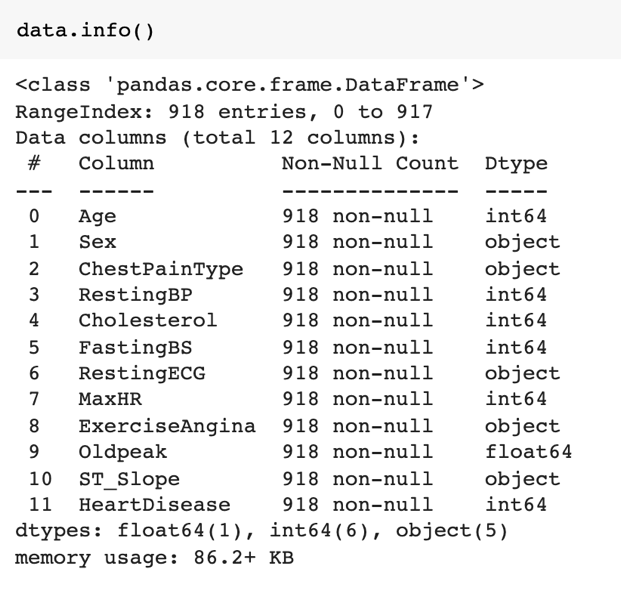 data.info()
<class 'pandas.core.frame.DataFrame'>
RangeIndex: 918 entries, 0 to 917
Data columns (total 12 columns):
 #   Column          Non-Null Count  Dtype
---  ------          --------------  -----
 0   Age             918 non-null    int64
 1   Sex             918 non-null    object
 2   ChestPainType   918 non-null    object
 3   RestingBP       918 non-null    int64
 4   Cholesterol     918 non-null    int64
 5   FastingBS       918 non-null    int64
 6   RestingECG      918 non-null    object
 7   MaxHR           918 non-null    int64
 8   ExerciseAngina  918 non-null    object
 9   Oldpeak         918 non-null    float64
 10  ST_Slope        918 non-null    object
 11  HeartDisease    918 non-null    int64
dtypes: float64(1), int64(6), object(5)
memory usage: 86.2+ KB